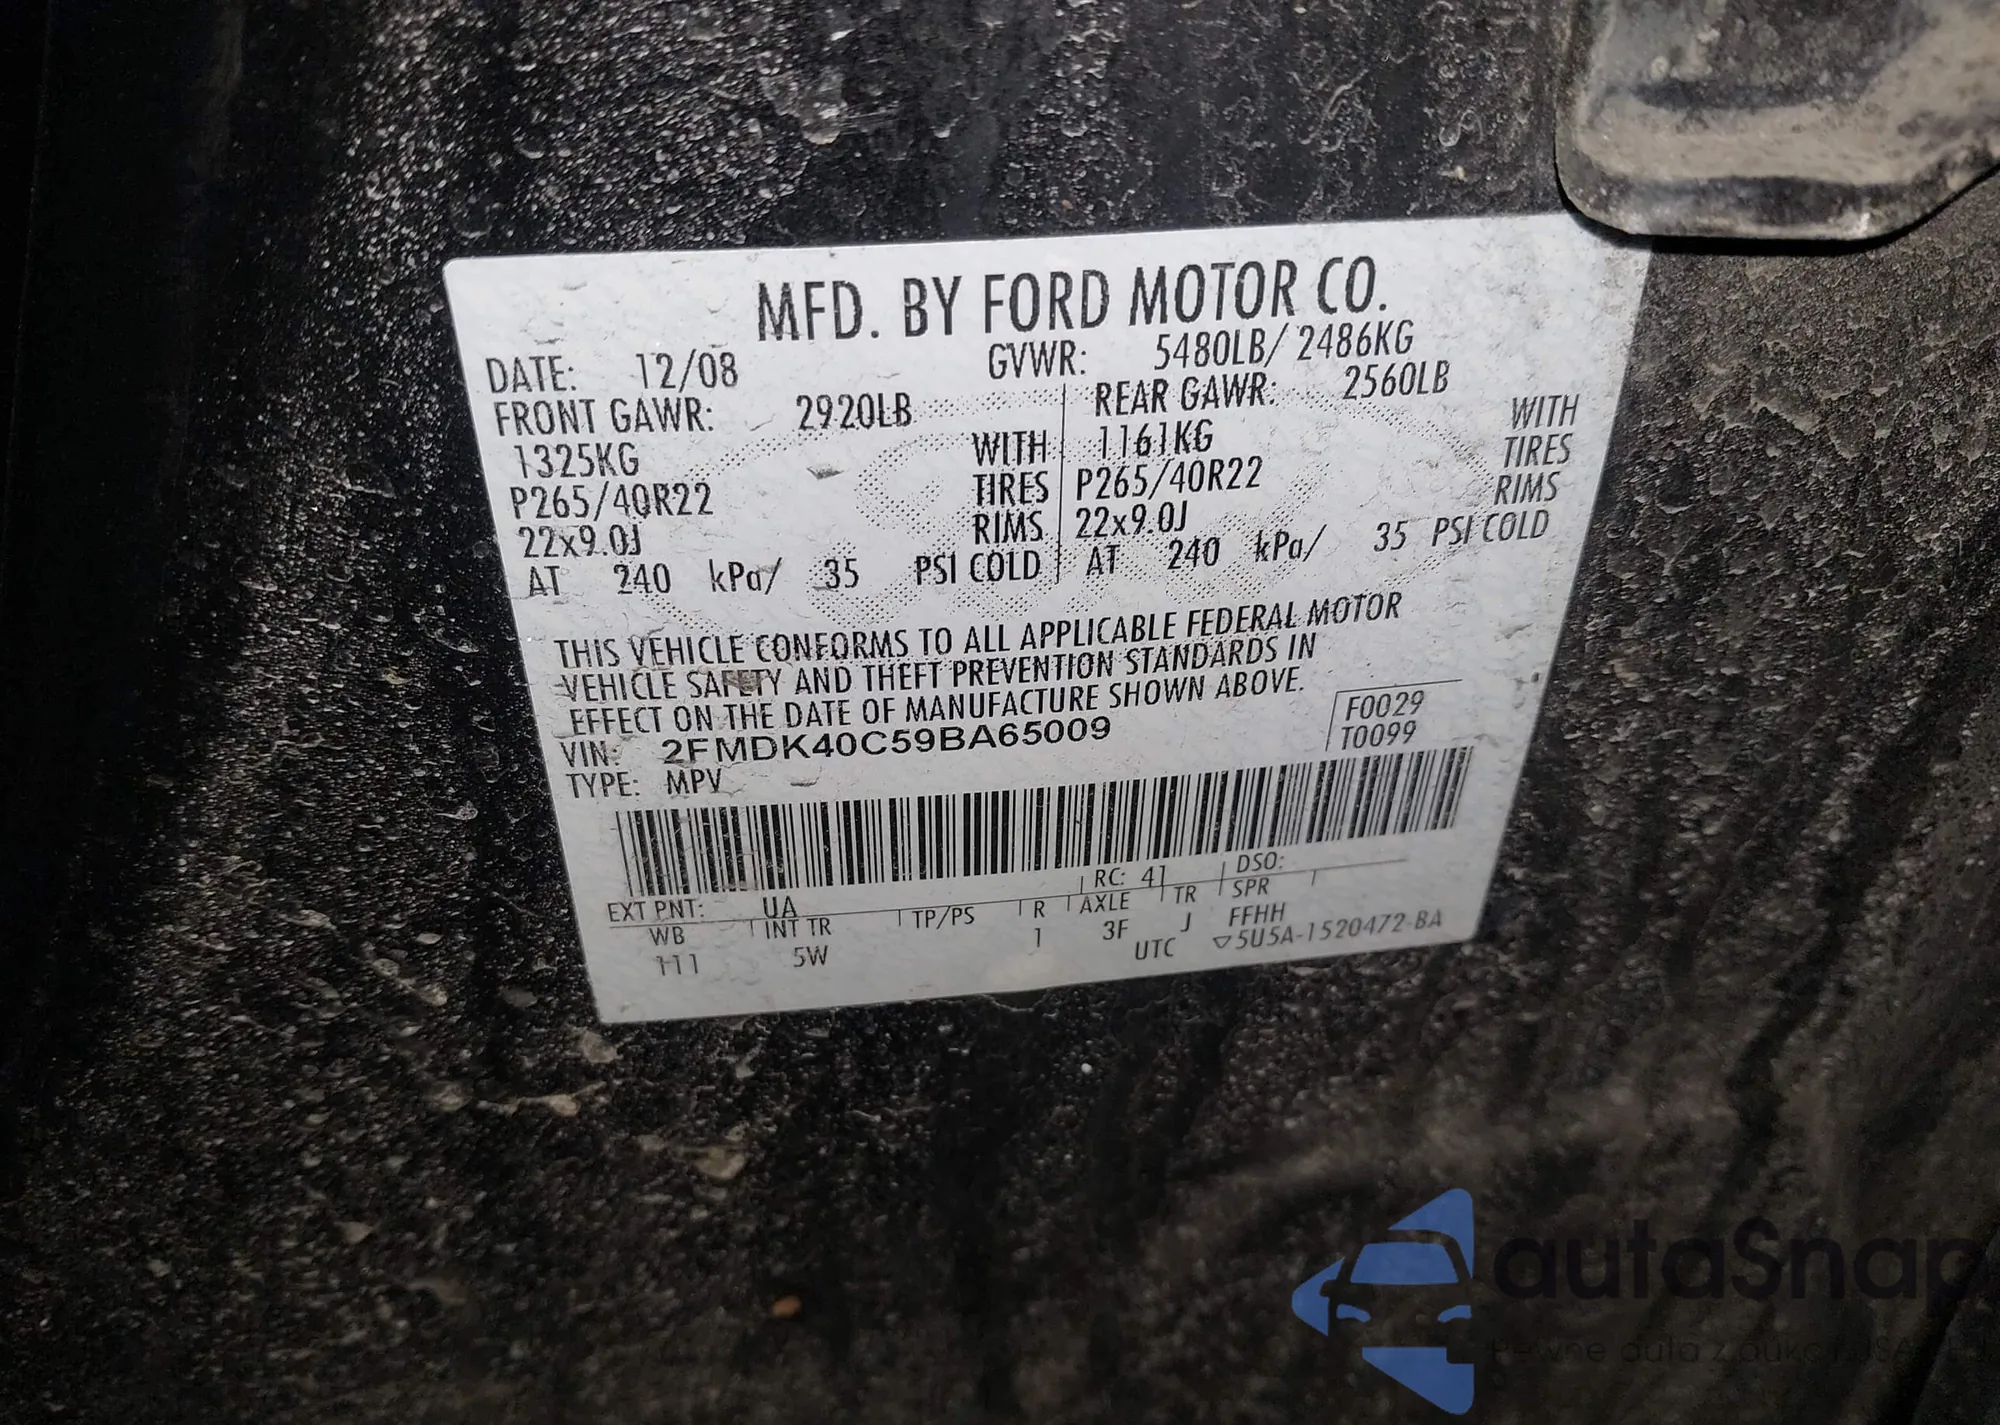 MFD. BY FORD MOTOR CO.
DATE: 12/08 GVWR: 5480LB/ 2486KG
FRONT GAWR: 2920LB REAR GAWR: 2560LB
1325KG WITH 1161KG WITH
P265/40R22 TIRES P265/40R22 TIRES
22x9.0J RIMS 22x9.0J RIMS
AT 240 kPa/ 35 PSI COLD AT 240 kPa/ 35 PSI COLD
THIS VEHICLE CONFORMS TO ALL APPLICABLE FEDERAL MOTOR
VEHICLE SAFETY AND THEFT PREVENTION STANDARDS IN
EFFECT ON THE DATE OF MANUFACTURE SHOWN ABOVE.
VIN: 2FMDK40C59BA65009 F0029
TYPE: MPV T0099
EXT PNT: UA RC: 41 DSO:
WB INT TR TP/PS R AXLE TR SPR
111 5W 1 3F J FFHH
UTC ▽5U5A-1520472-BA
autaSnap
Pewne auta z aukcji USA